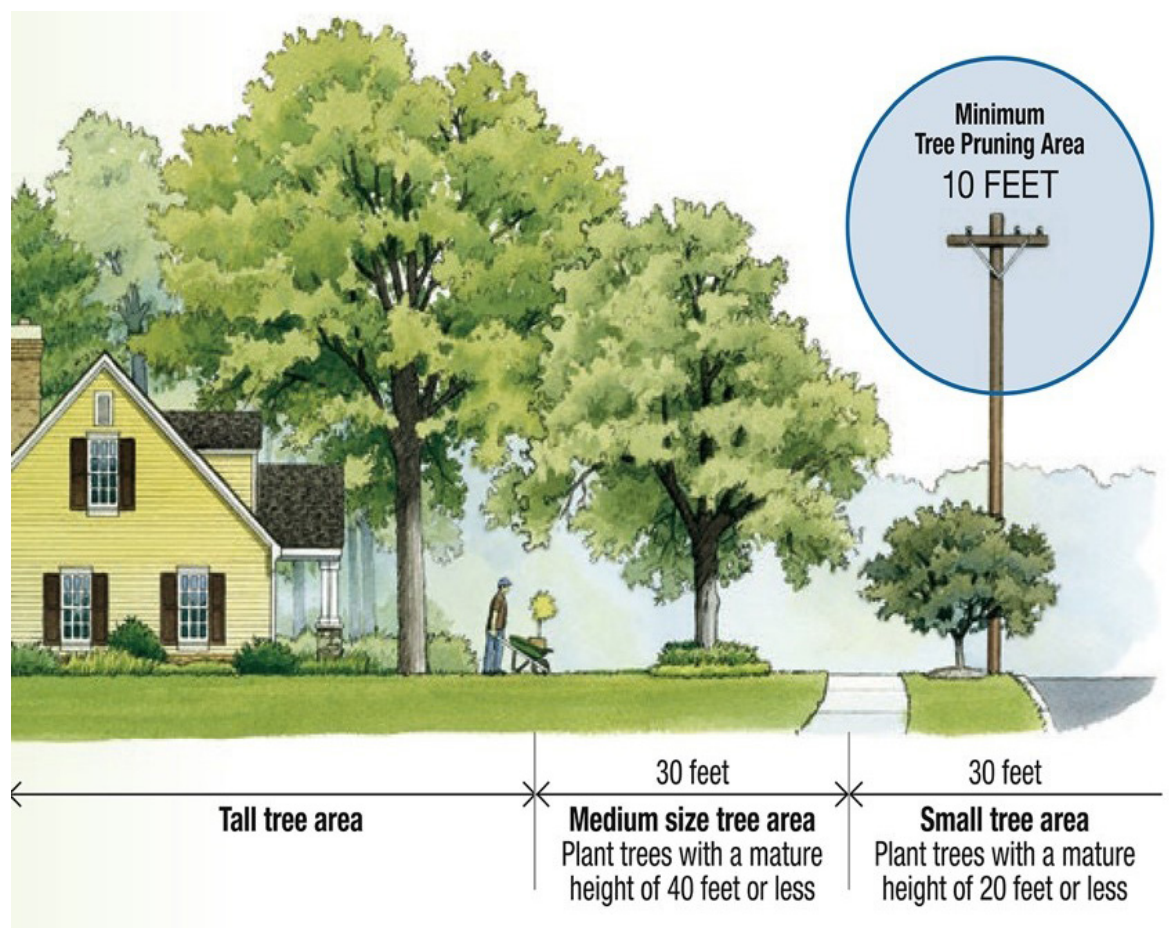 Minimum
Tree Pruning Area
10 FEET
30 feet
30 feet
Tall tree area
Medium size tree area
Plant trees with a mature
height of 40 feet or less
Small tree area
Plant trees with a mature
height of 20 feet or less